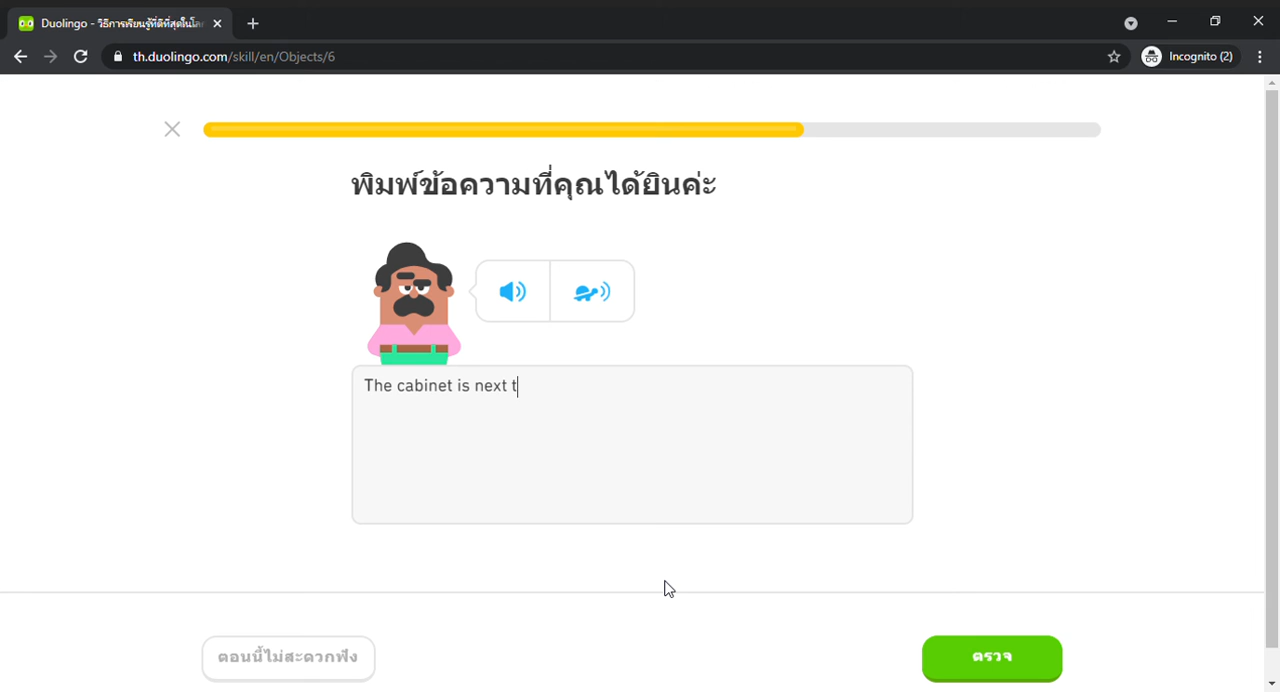 Duolingo - วิธีการเรียนรู้ที่ดีที่สุดในโล
th.duolingo.com/skill/en/Objects/6
Incognito (2)
พิมพ์ข้อความที่คุณได้ยินค่ะ
The cabinet is next t
ตอนนี้ไม่สะดวกฟัง
ตรวจ